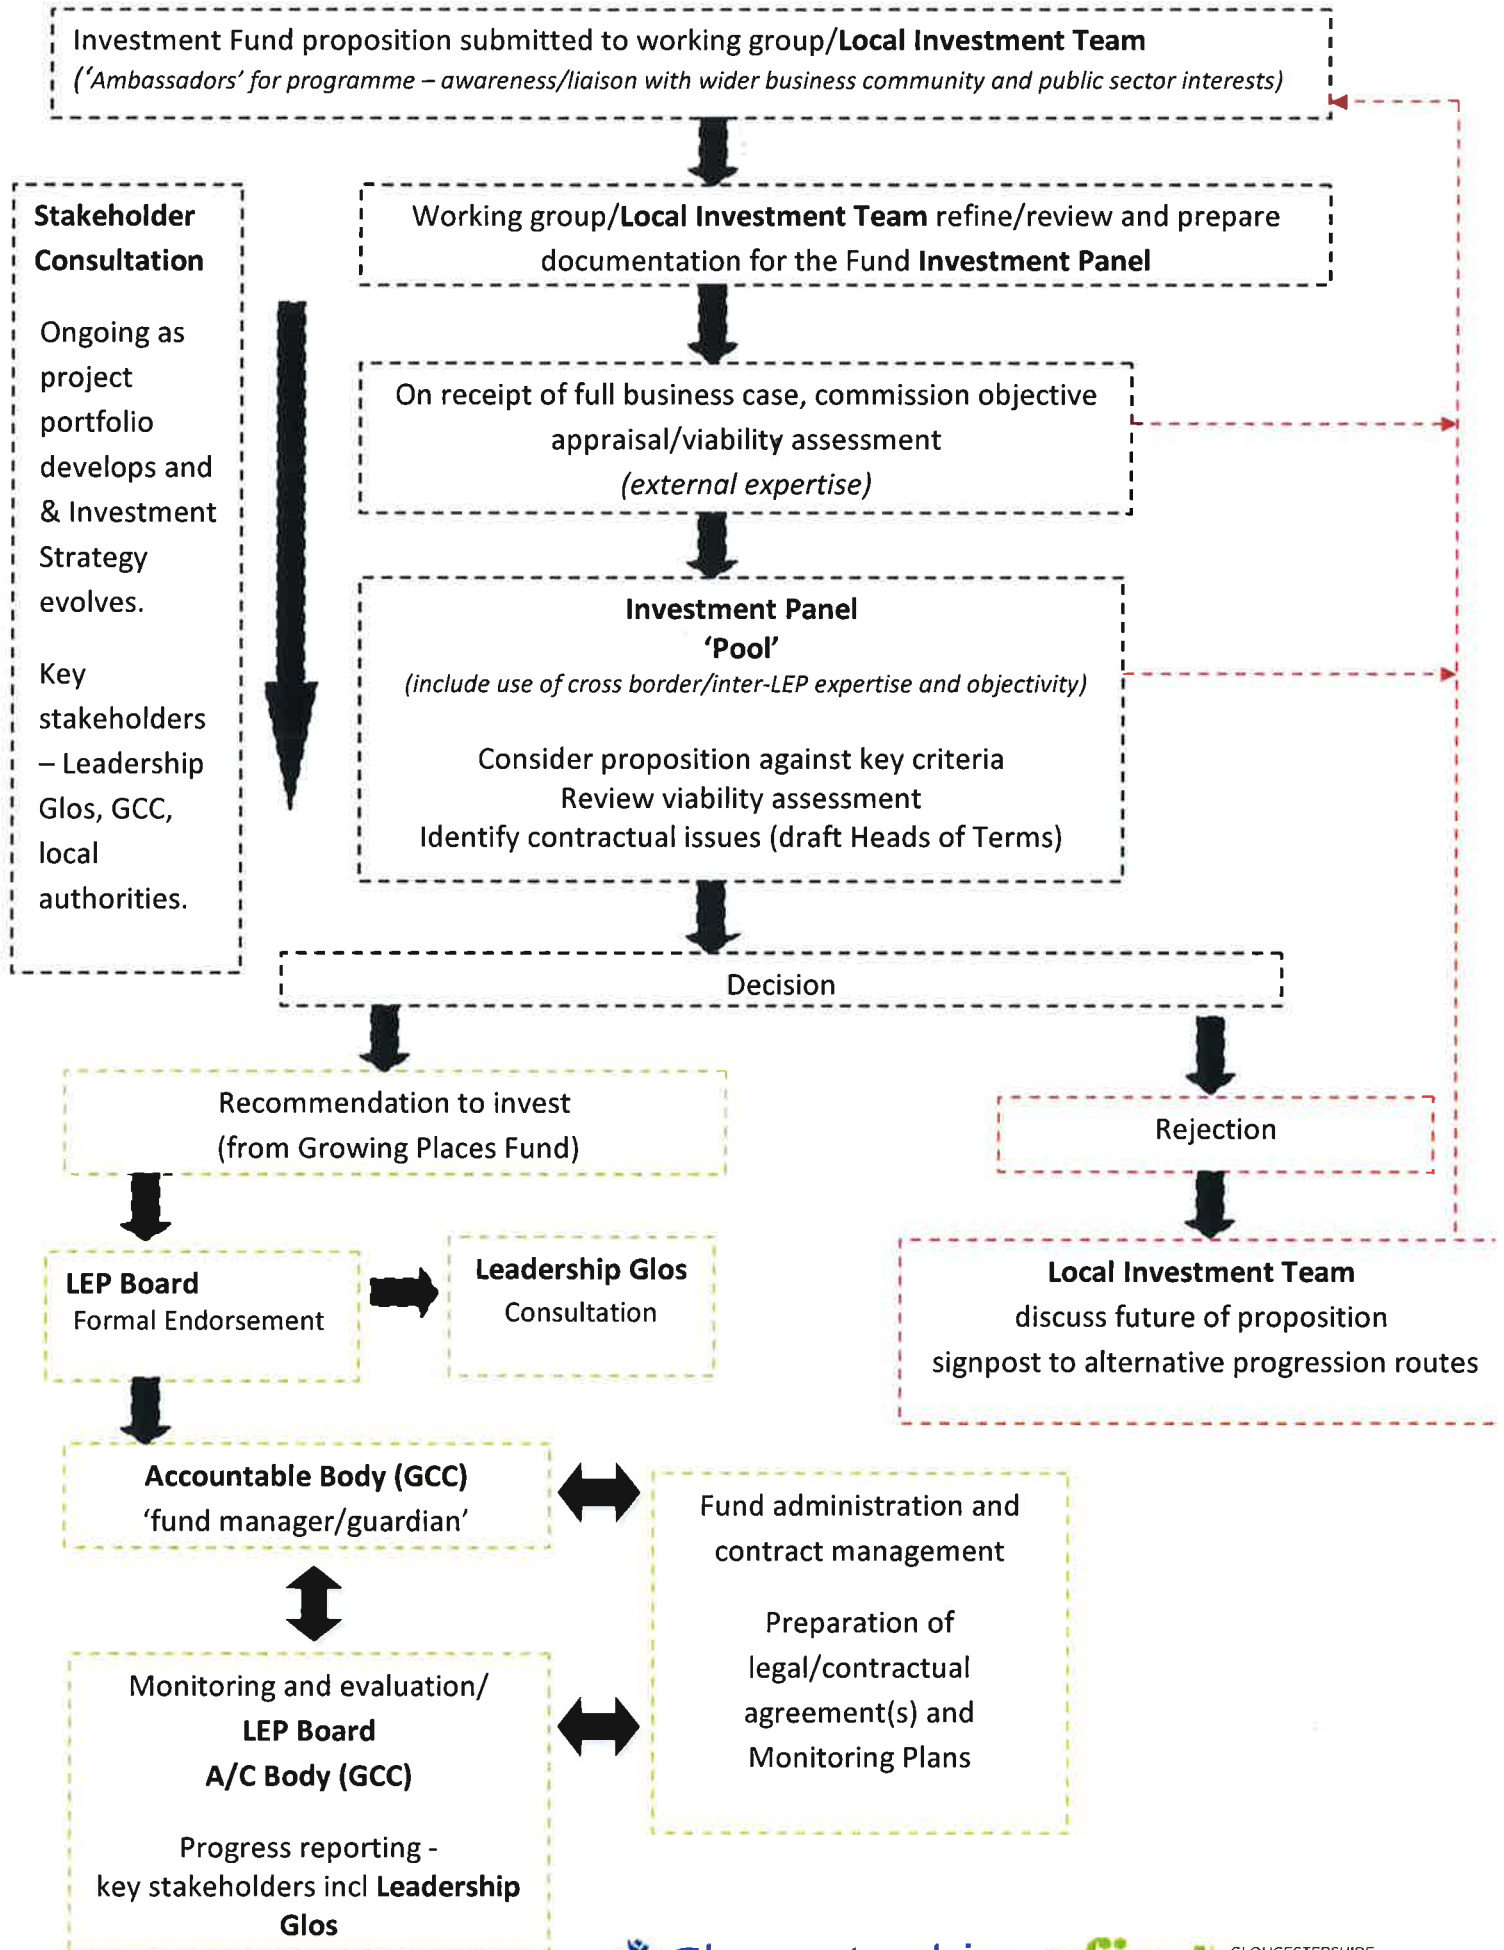 Investment Fund proposition submitted to working group/Local Investment Team
(‘Ambassadors’ for programme – awareness/liaison with wider business community and public sector interests)
Stakeholder
Consultation
Ongoing as
project
portfolio
develops and
& Investment
Strategy
evolves.
Key
stakeholders
– Leadership
Glos, GCC,
local
authorities.
Working group/Local Investment Team refine/review and prepare
documentation for the Fund Investment Panel
On receipt of full business case, commission objective
appraisal/viability assessment
(external expertise)
Investment Panel
‘Pool’
(include use of cross border/inter-LEP expertise and objectivity)
Consider proposition against key criteria
Review viability assessment
Identify contractual issues (draft Heads of Terms)
Decision
Recommendation to invest
(from Growing Places Fund)
Rejection
LEP Board
Formal Endorsement
Leadership Glos
Consultation
Local Investment Team
discuss future of proposition
signpost to alternative progression routes
Accountable Body (GCC)
‘fund manager/guardian’
Fund administration and
contract management
Preparation of
legal/contractual
agreement(s) and
Monitoring Plans
Monitoring and evaluation/
LEP Board
A/C Body (GCC)
Progress reporting -
key stakeholders incl Leadership
Glos